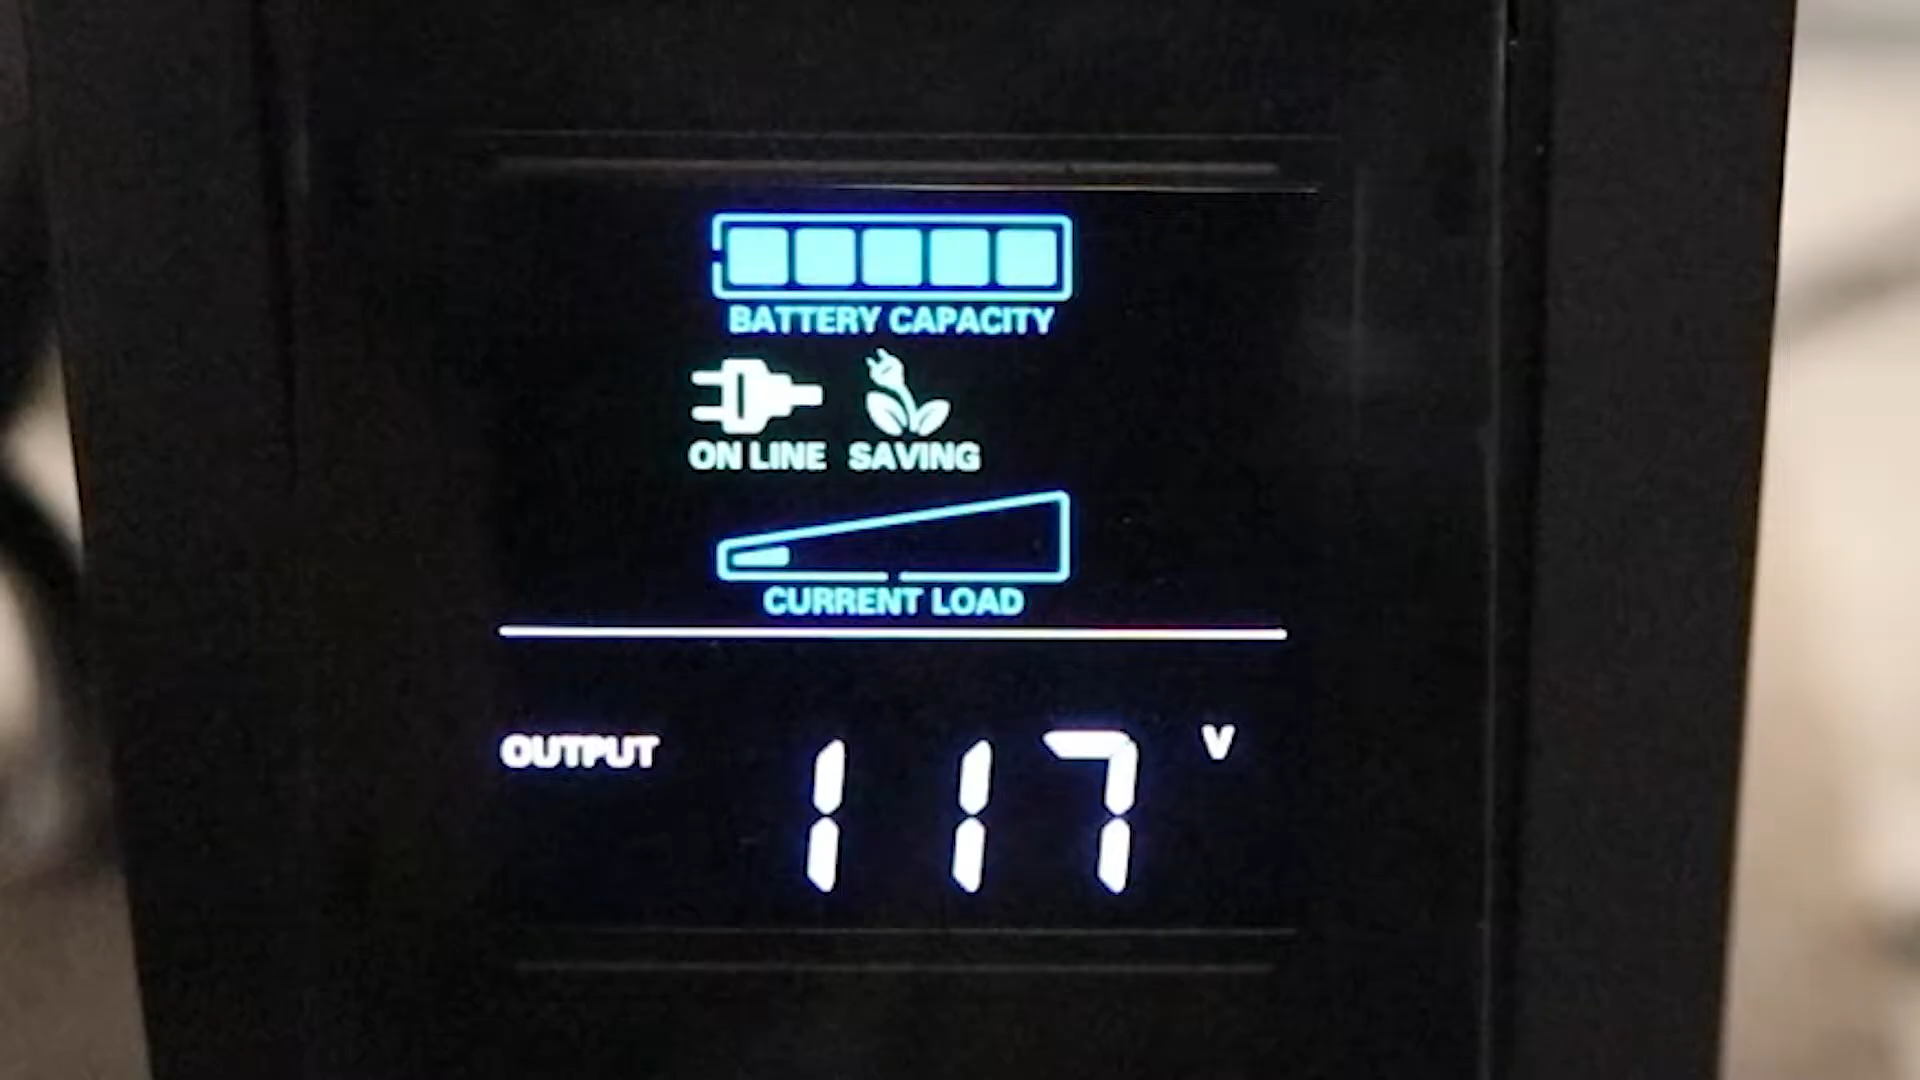 BATTERY CAPACITY
ON LINE SAVING
CURRENT LOAD
OUTPUT 117 V